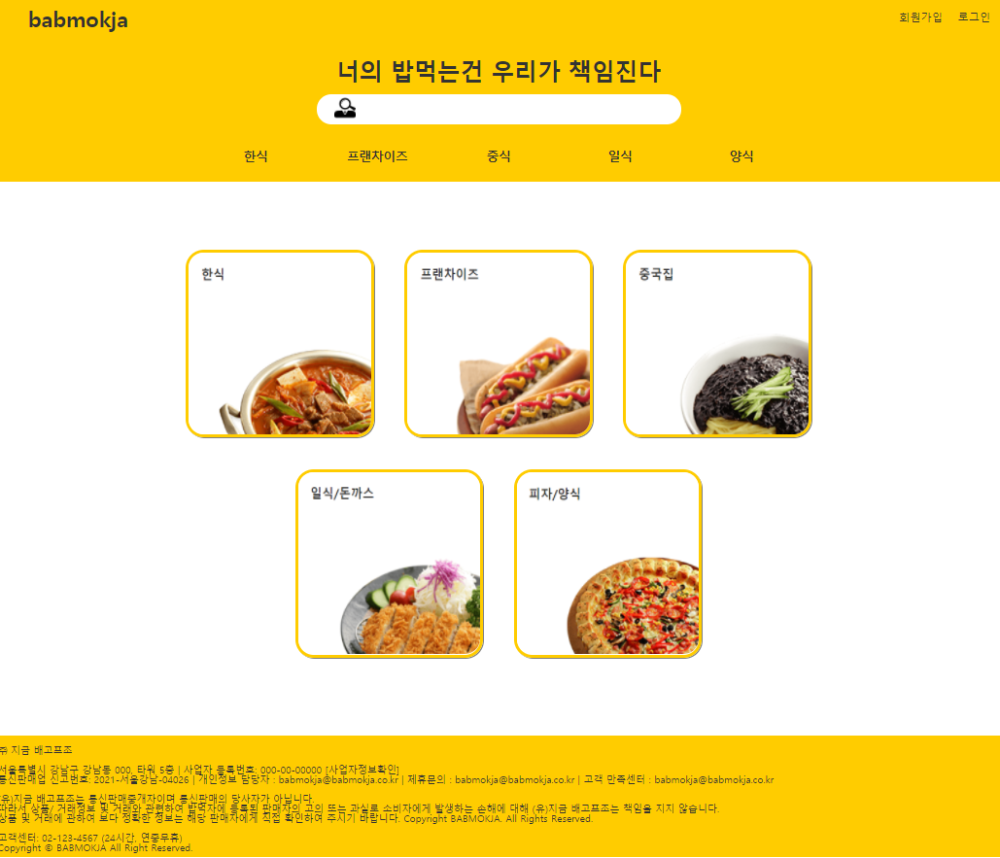 babmokja
회원가입 로그인
너의 밥먹는건 우리가 책임진다
한식 프랜차이즈 중식 일식 양식
한식 프랜차이즈 중국집
일식/돈까스 피자/양식
㈜ 지금 배고프조
서울특별시 강남구 강남동 000, 타워 5층 | 사업자 등록번호: 000-00-00000 [사업자정보확인]
통신판매업 신고번호: 2021-서울강남-04026 | 개인정보 담당자 : babmokja@babmokja.co.kr | 제휴문의 : babmokja@babmokja.co.kr | 고객 만족센터 : babmokja@babmokja.co.kr
(유)지금 배고프조는 통신판매중개자이며 통신판매의 당사자가 아닙니다.
따라서 상품/ 거래정보 및 거래와 관련하여 밥먹자에 등록된 판매자의 고의 또는 과실로 소비자에게 발생하는 손해에 대해 (유)지금 배고프조는 책임을 지지 않습니다.
상품 및 거래에 관하여 보다 정확한 정보는 해당 판매자에게 직접 확인하여 주시기 바랍니다. Copyright BABMOKJA. All Rights Reserved.
고객센터: 02-123-4567 (24시간, 연중무휴)
Copyright © BABMOKJA All Right Reserved.